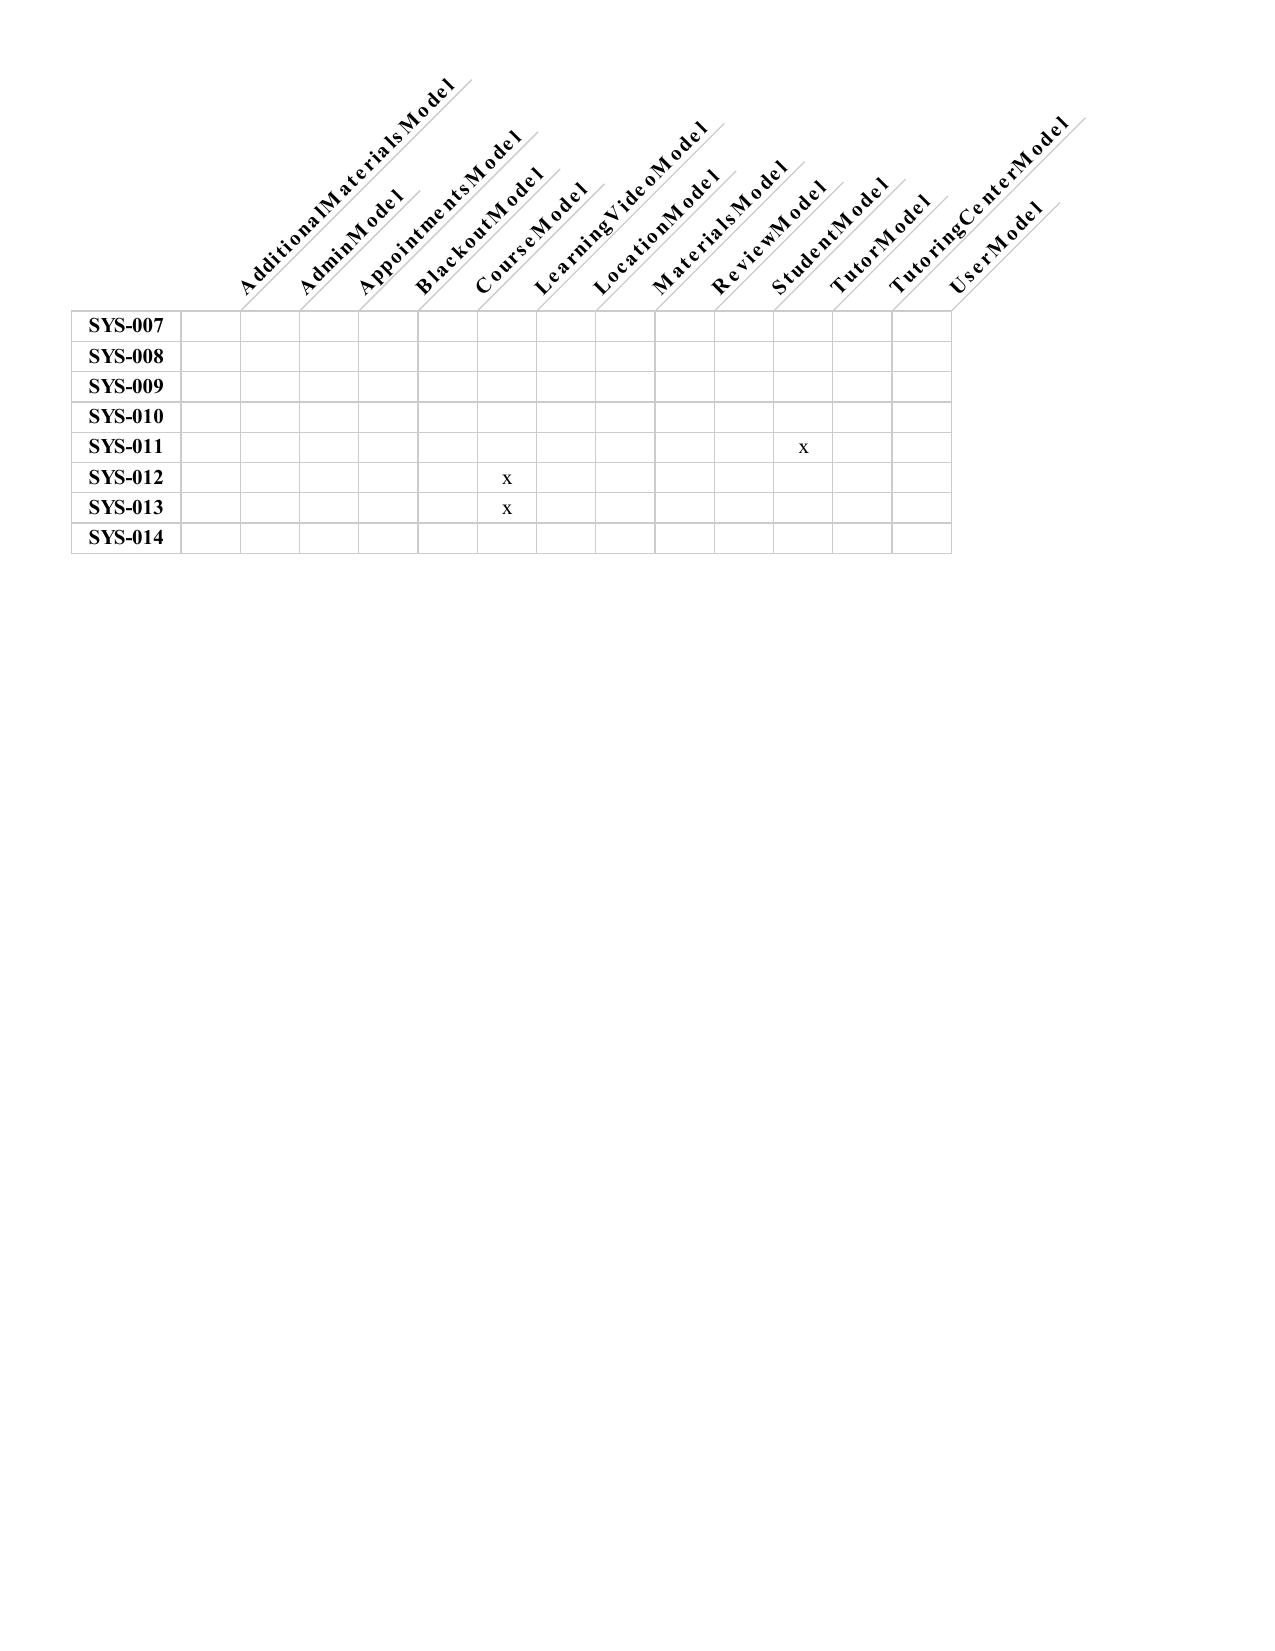 AdditionalMaterialsModel
AdminModel
AppointmentsModel
BlackoutModel
CourseModel
LearningVideoModel
LocationModel
MaterialsModel
ReviewModel
StudentModel
TutorModel
TutoringCenterModel
UserModel
SYS-007
SYS-008
SYS-009
SYS-010
SYS-011 x
SYS-012 x
SYS-013 x
SYS-014